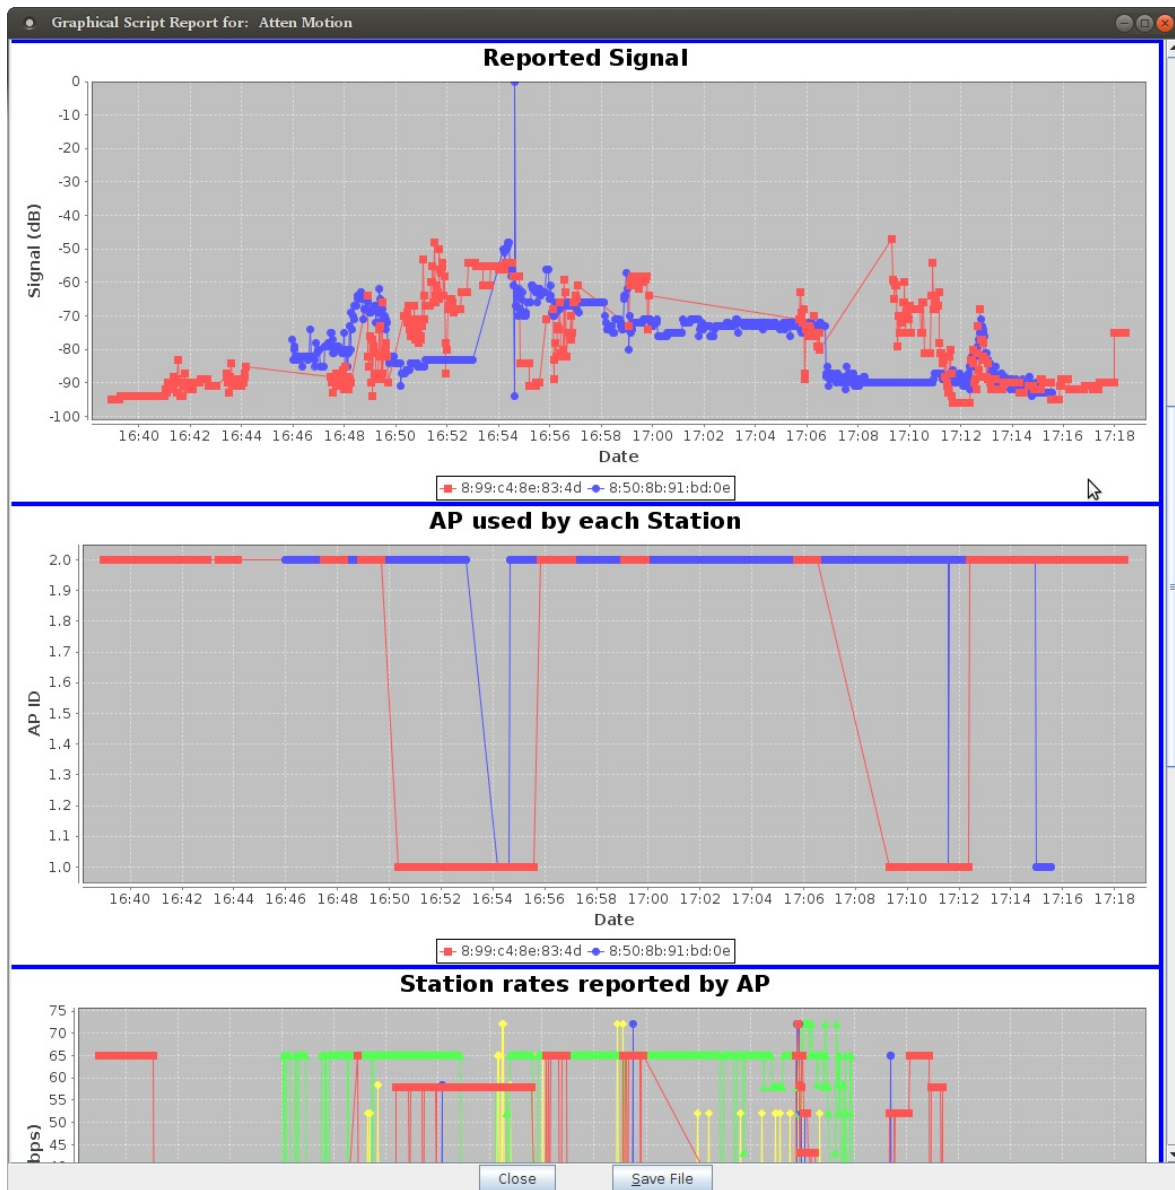 Graphical Script Report for: Atten Motion
Reported Signal
0
-10
-20
-30
-40
-50
-60
-70
-80
-90
-100
Signal (dB)
16:40 16:42 16:44 16:46 16:48 16:50 16:52 16:54 16:56 16:58 17:00 17:02 17:04 17:06 17:08 17:10 17:12 17:14 17:16 17:18
Date
8:99:c4:8e:83:4d 8:50:8b:91:bd:0e
AP used by each Station
2.0
1.9
1.8
1.7
1.6
1.5
1.4
1.3
1.2
1.1
1.0
AP ID
16:40 16:42 16:44 16:46 16:48 16:50 16:52 16:54 16:56 16:58 17:00 17:02 17:04 17:06 17:08 17:10 17:12 17:14 17:16 17:18
Date
8:99:c4:8e:83:4d 8:50:8b:91:bd:0e
Station rates reported by AP
75
70
65
60
55
50
45
bps)
Close Save File